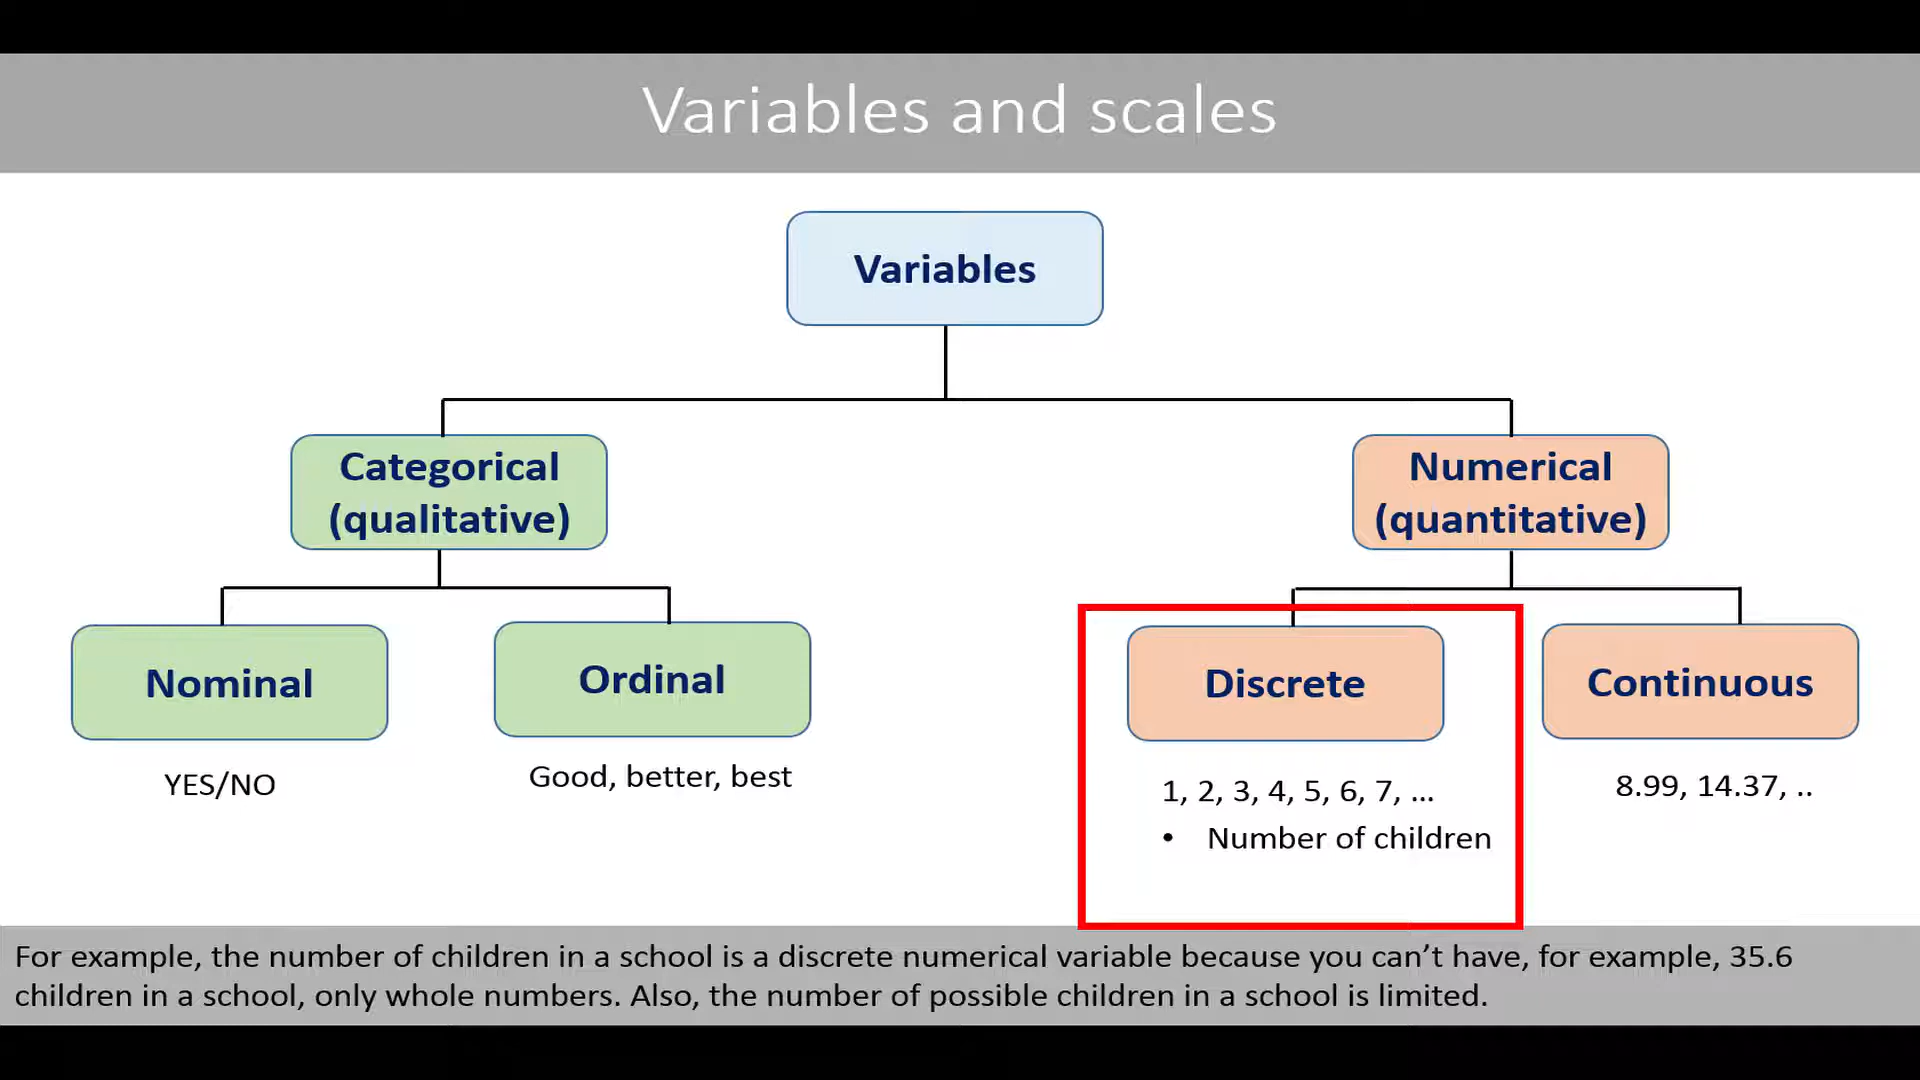 Variables and scales
Variables
Categorical
(qualitative)
Numerical
(quantitative)
Nominal
Ordinal
Discrete
Continuous
YES/NO
Good, better, best
1, 2, 3, 4, 5, 6, 7, ...
• Number of children
8.99, 14.37, ..
For example, the number of children in a school is a discrete numerical variable because you can’t have, for example, 35.6
children in a school, only whole numbers. Also, the number of possible children in a school is limited.